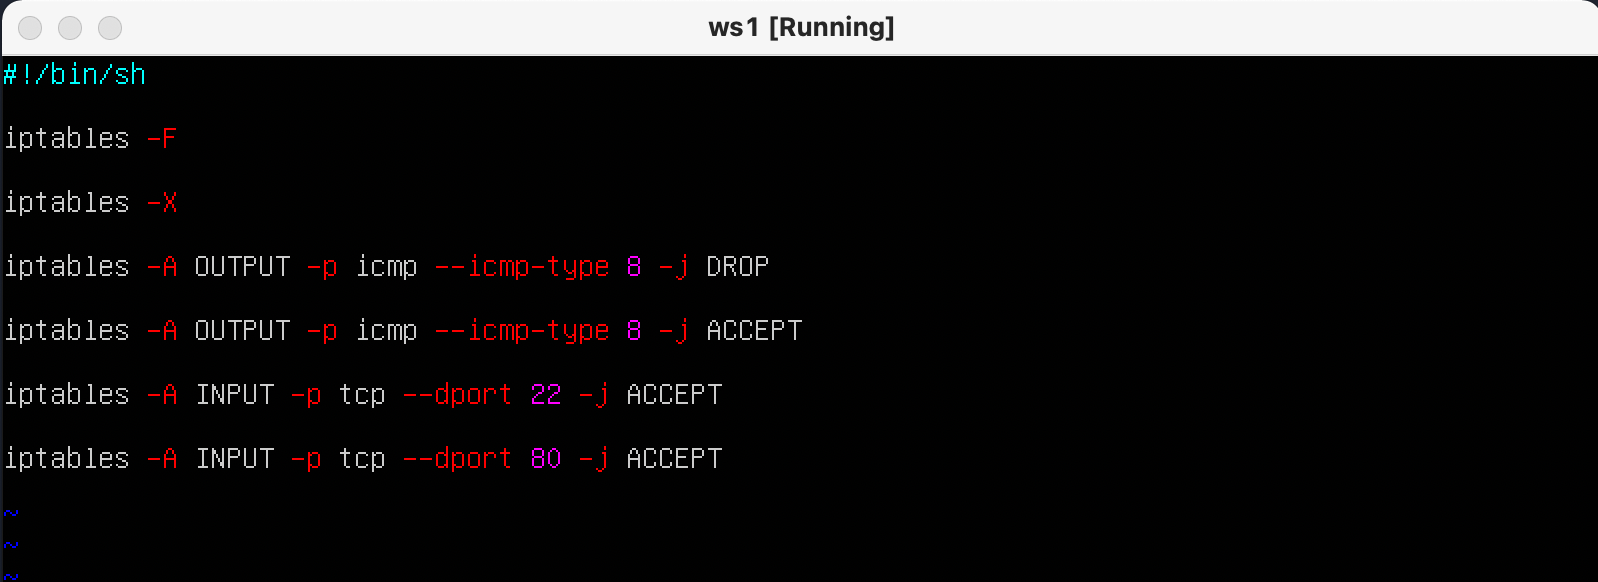 ws1 [Running]
#!/bin/sh
iptables -F
iptables -X
iptables -A OUTPUT -p icmp --icmp-type 8 -j DROP
iptables -A OUTPUT -p icmp --icmp-type 8 -j ACCEPT
iptables -A INPUT -p tcp --dport 22 -j ACCEPT
iptables -A INPUT -p tcp --dport 80 -j ACCEPT
~
~
~